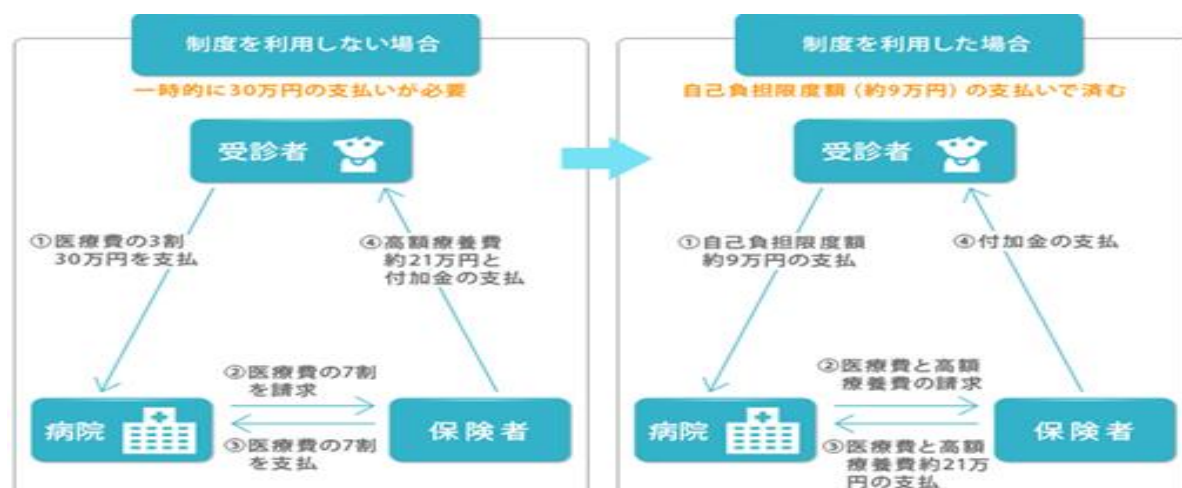 制度を利用しない場合
一時的に30万円の支払いが必要
受診者
①医療費の3割
30万円を支払
④高額療養費
約21万円と
付加金の支払
②医療費の7割
を請求
病院
保険者
③医療費の7割
を支払
制度を利用した場合
自己負担限度額(約9万円)の支払いで済む
受診者
①自己負担限度額
約9万円の支払
④付加金の支払
②医療費と高額
療養費の請求
病院
保険者
③医療費と高額
療養費約21万
円の支払